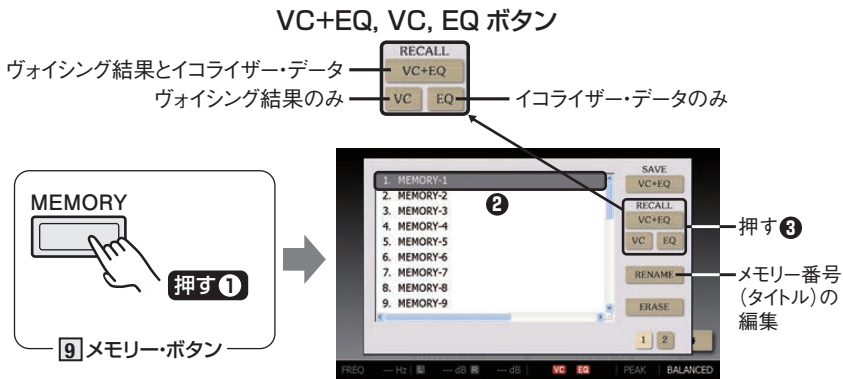 VC+EQ, VC, EQ ボタン
RECALL
ヴォイシング結果とイコライザー・データ
VC+EQ
ヴォイシング結果のみ
VC
EQ
イコライザー・データのみ
MEMORY
押す❶
9 メモリー・ボタン
1. MEMORY-1
2. MEMORY-2
3. MEMORY-3
4. MEMORY-4
5. MEMORY-5
6. MEMORY-6
7. MEMORY-7
8. MEMORY-8
9. MEMORY-9
❷
SAVE
VC+EQ
RECALL
VC+EQ
VC
EQ
RENAME
ERASE
1 2
押す❸
メモリー番号
（タイトル）の
編集
FREQ --- Hz L --- dB R --- dB VC EQ PEAK BALANCED